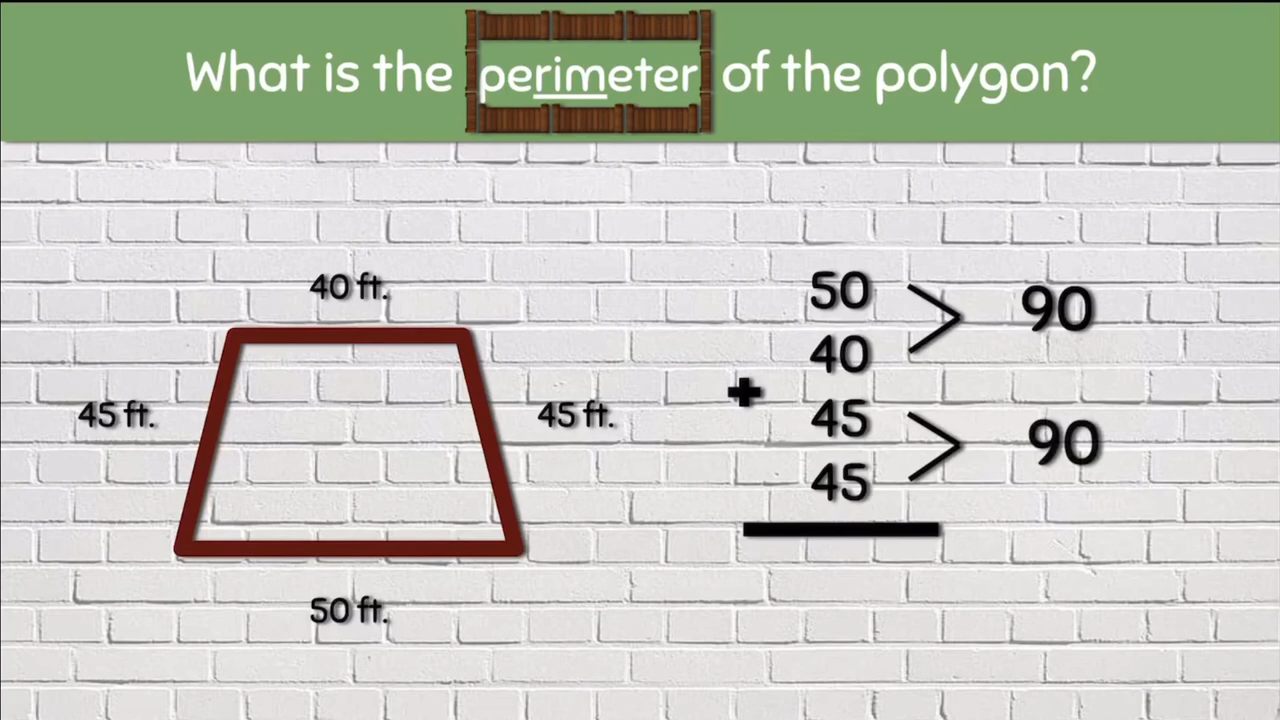 What is the perimeter of the polygon?
40 ft.
45 ft.
45 ft.
50 ft.
50
40
+ 45
45
> 90
> 90